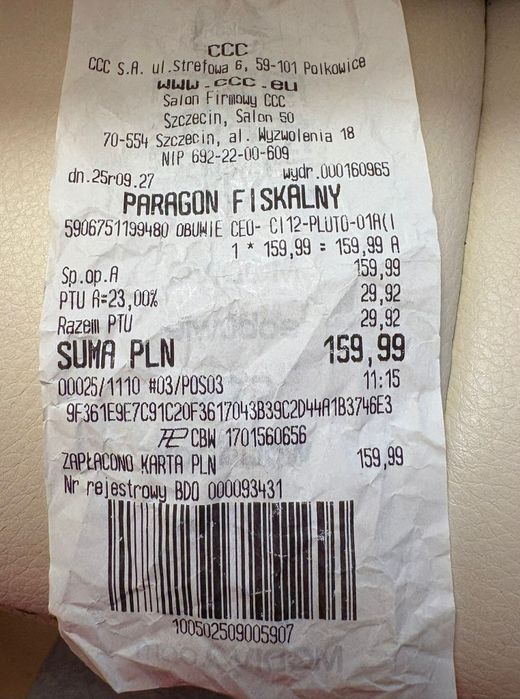 CCC
CCC S.A. ul.Strefowa 6, 59-101 Polkowice
www.ccc.eu
Salon Firmowy CCC
Szczecin, Salon 50
70-554 Szczecin, al. Wyzwolenia 18
NIP 692-22-00-609
dn.25r09.27 wydr.000160965
PARAGON FISKALNY
5906751199480 OBUWIE CEO- CI12-PLUTO-01A(I
1 * 159,99 = 159,99 A
Sp.op.A 159,99
PTU A=23,00% 29,92
Razem PTU 29,92
SUMA PLN 159,99
00025/1110 #03/POS03 11:15
9F361E9E7C91C20F3617043B39C2D44A1B3746E3
CBW 1701560656
ZAPŁACONO KARTA PLN 159,99
Nr rejestrowy BDO 000093431
100502509005907